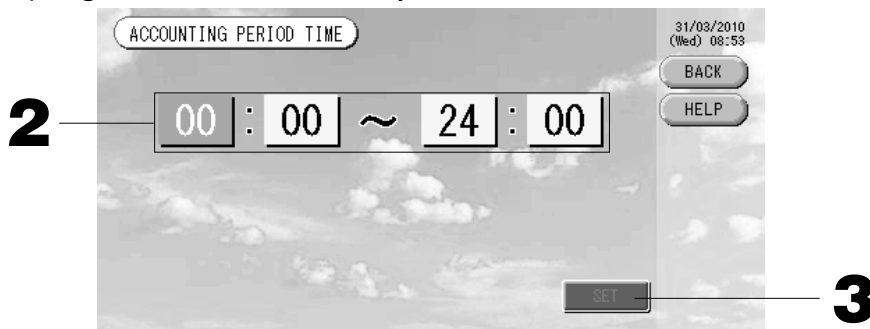 ACCOUNTING PERIOD TIME
31/03/2010
(Wed) 08:53
BACK
HELP
2
00 : 00 ~ 24 : 00
SET
3